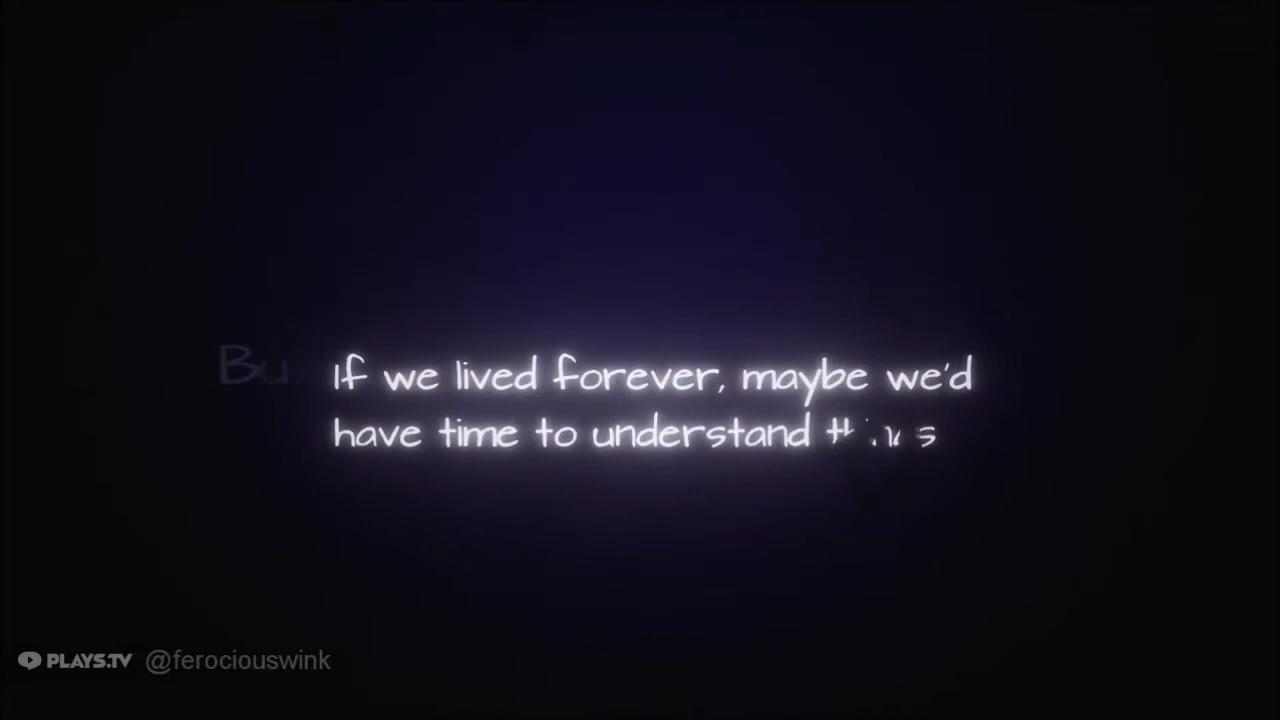 If we lived forever, maybe we'd
have time to understand
PLAYS.TV @ferociouswink